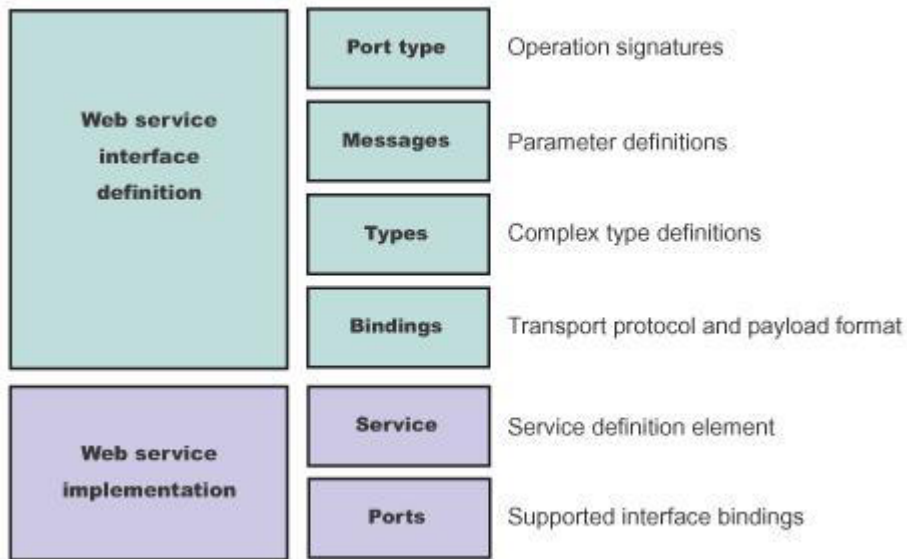 Web service
interface
definition
Port type
Operation signatures
Messages
Parameter definitions
Types
Complex type definitions
Bindings
Transport protocol and payload format
Web service
implementation
Service
Service definition element
Ports
Supported interface bindings